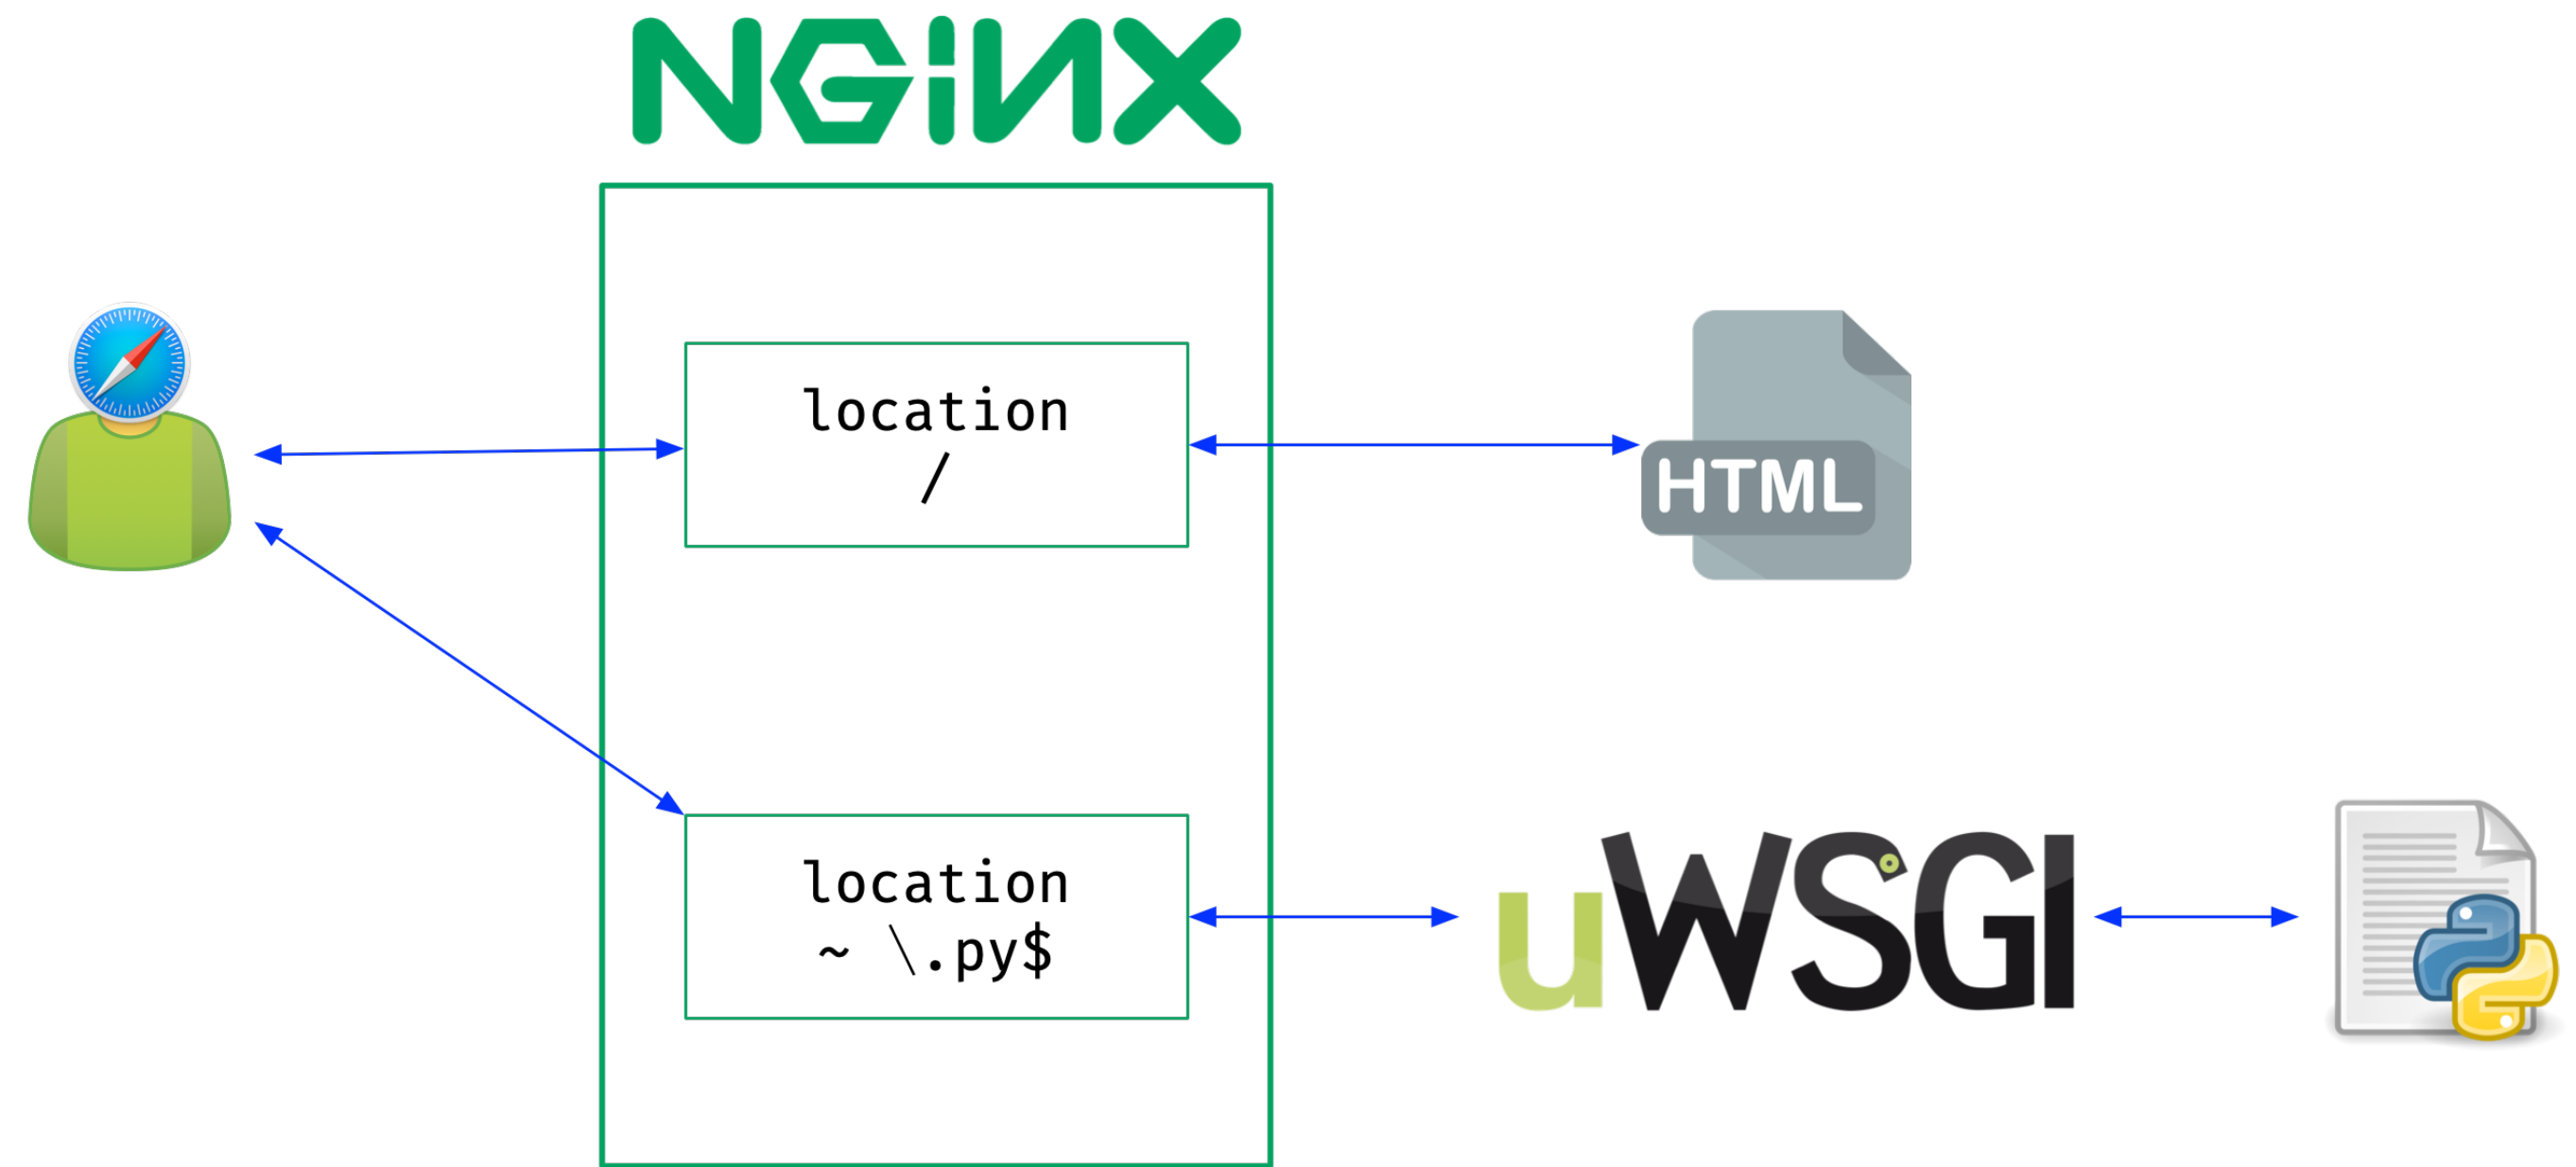 NGiNX
location
/
HTML
location
~ \.py$
uWSGI